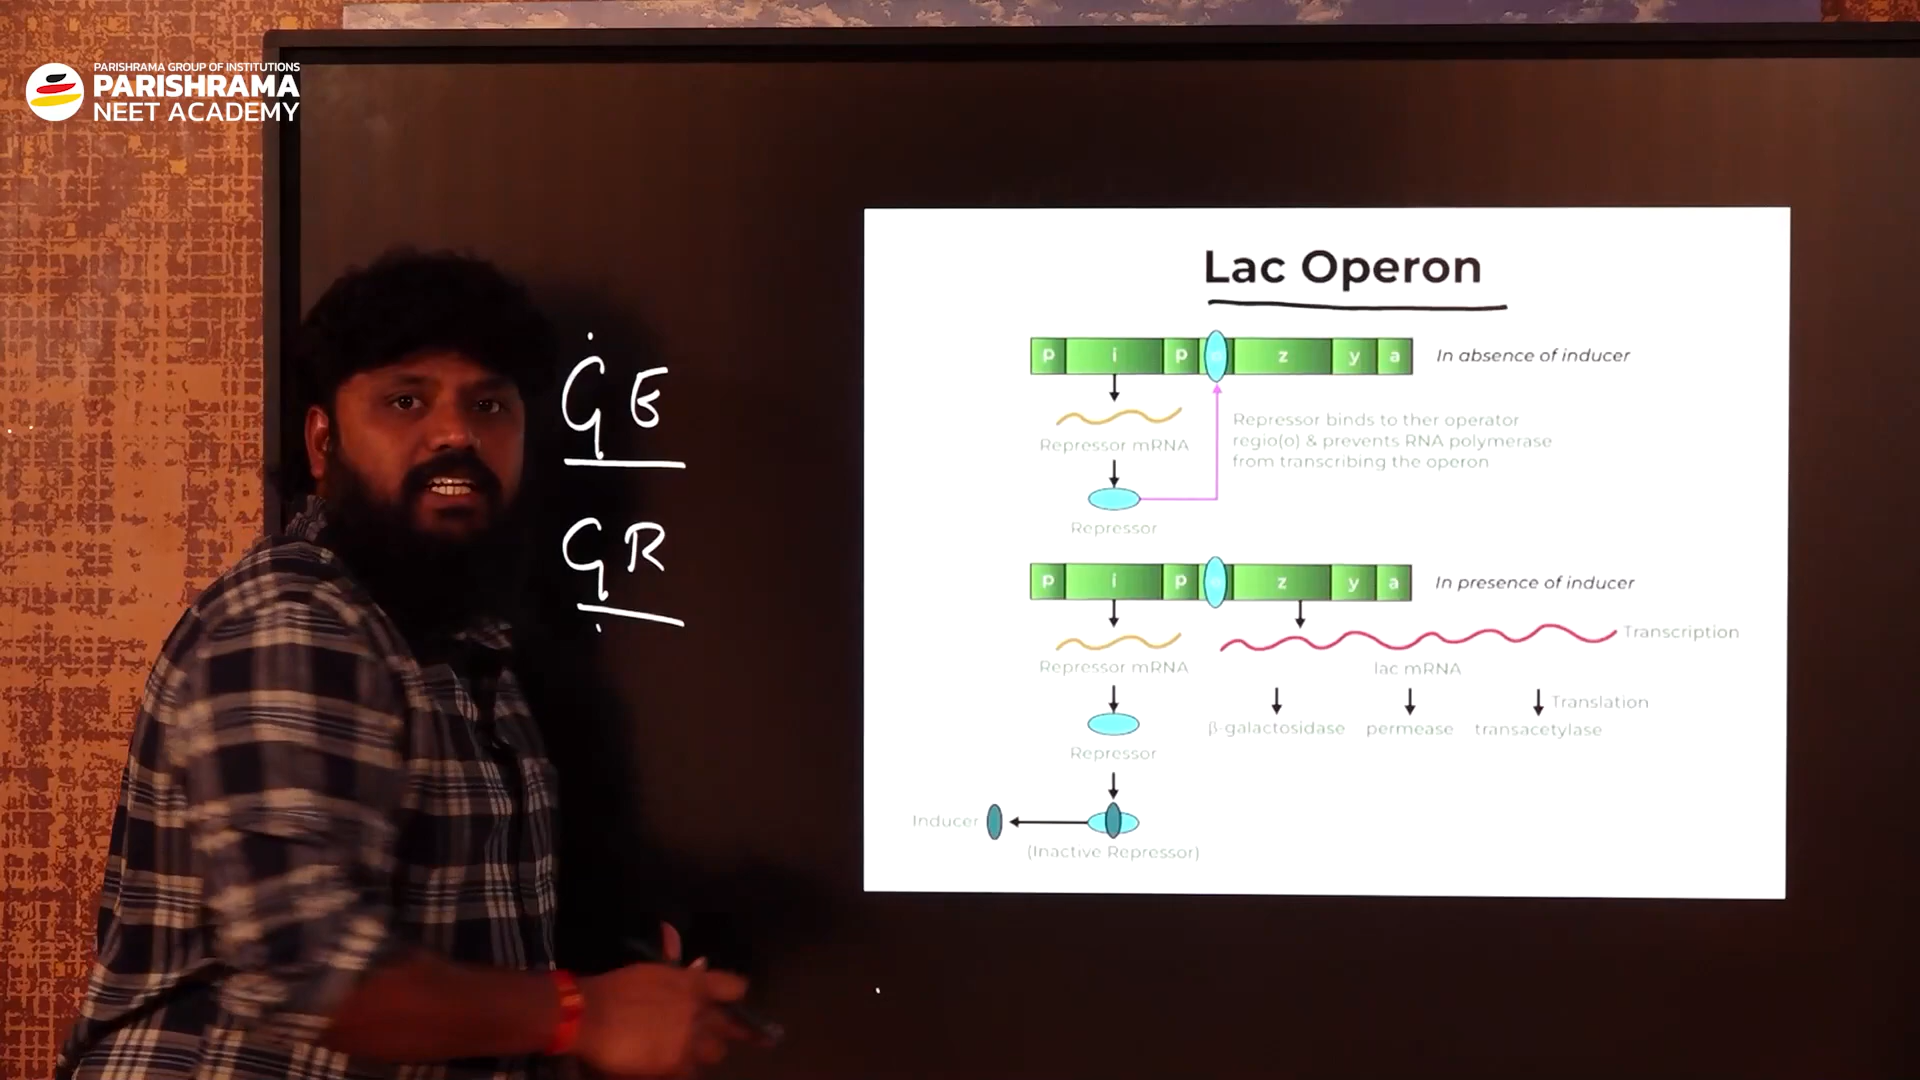 PARISHRAMA GROUP OF INSTITUTIONS
PARISHRAMA
NEET ACADEMY
G E
G R
Lac Operon
p i p z y a In absence of inducer
Repressor mRNA
Repressor binds to ther operator
regio(o) & prevents RNA polymerase
from transcribing the operon
Repressor
p i p z y a In presence of inducer
Transcription
Repressor mRNA lac mRNA
Translation
β-galactosidase permease transacetylase
Repressor
Inducer
(Inactive Repressor)